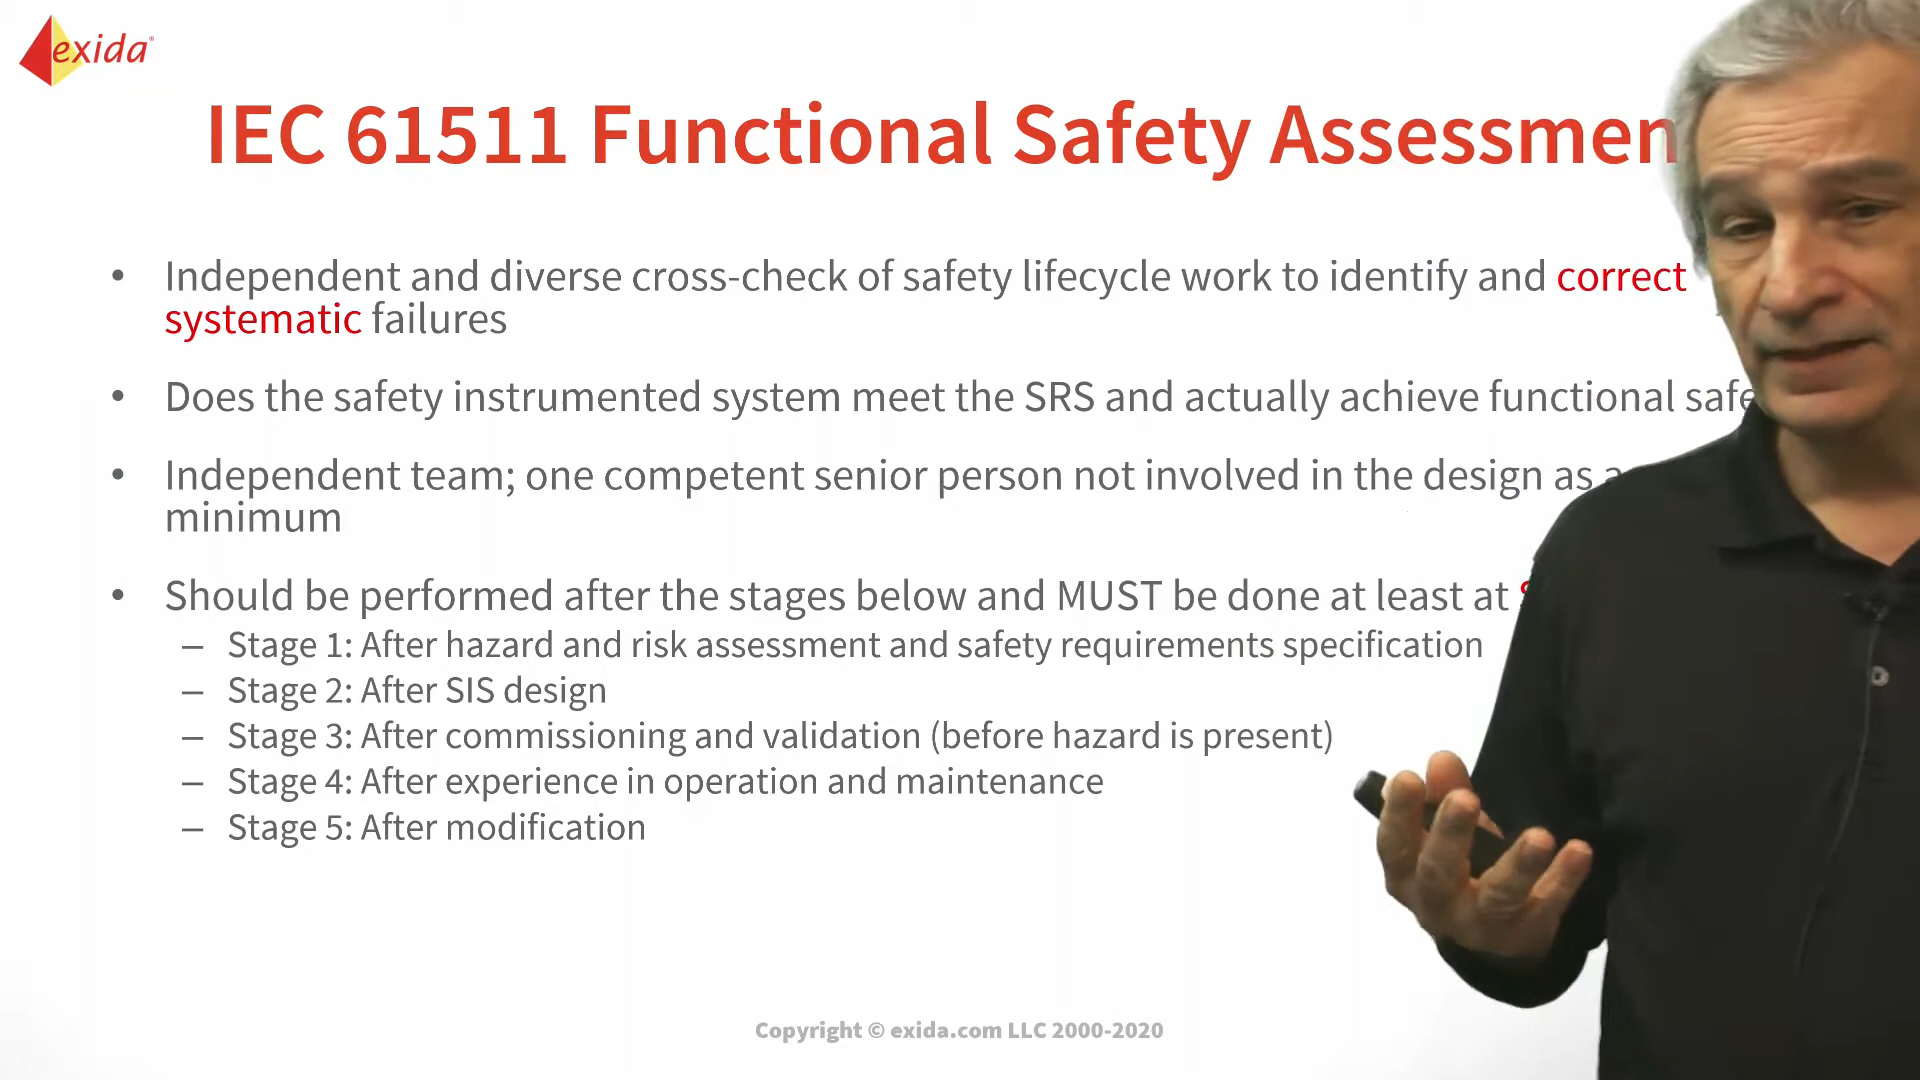 exida
IEC 61511 Functional Safety Assessmen
Independent and diverse cross-check of safety lifecycle work to identify and correct
systematic failures
Does the safety instrumented system meet the SRS and actually achieve functional safe
Independent team; one competent senior person not involved in the design as a
minimum
Should be performed after the stages below and MUST be done at least at
– Stage 1: After hazard and risk assessment and safety requirements specification
– Stage 2: After SIS design
– Stage 3: After commissioning and validation (before hazard is present)
– Stage 4: After experience in operation and maintenance
– Stage 5: After modification
Copyright © exida.com LLC 2000-2020